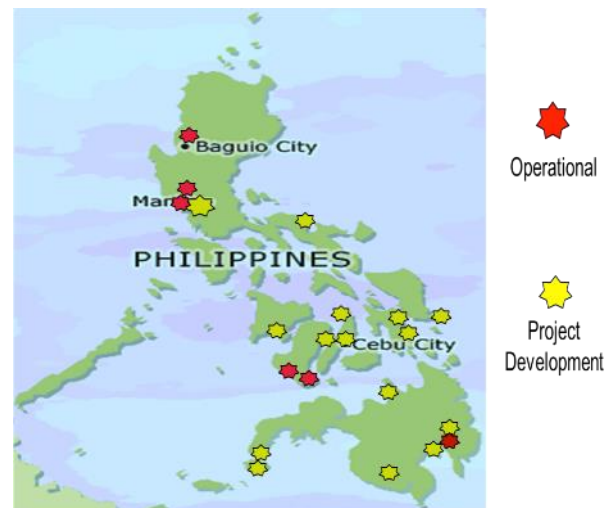 Baguio City
PHILIPPINES
Cebu City
Operational
Project
Development